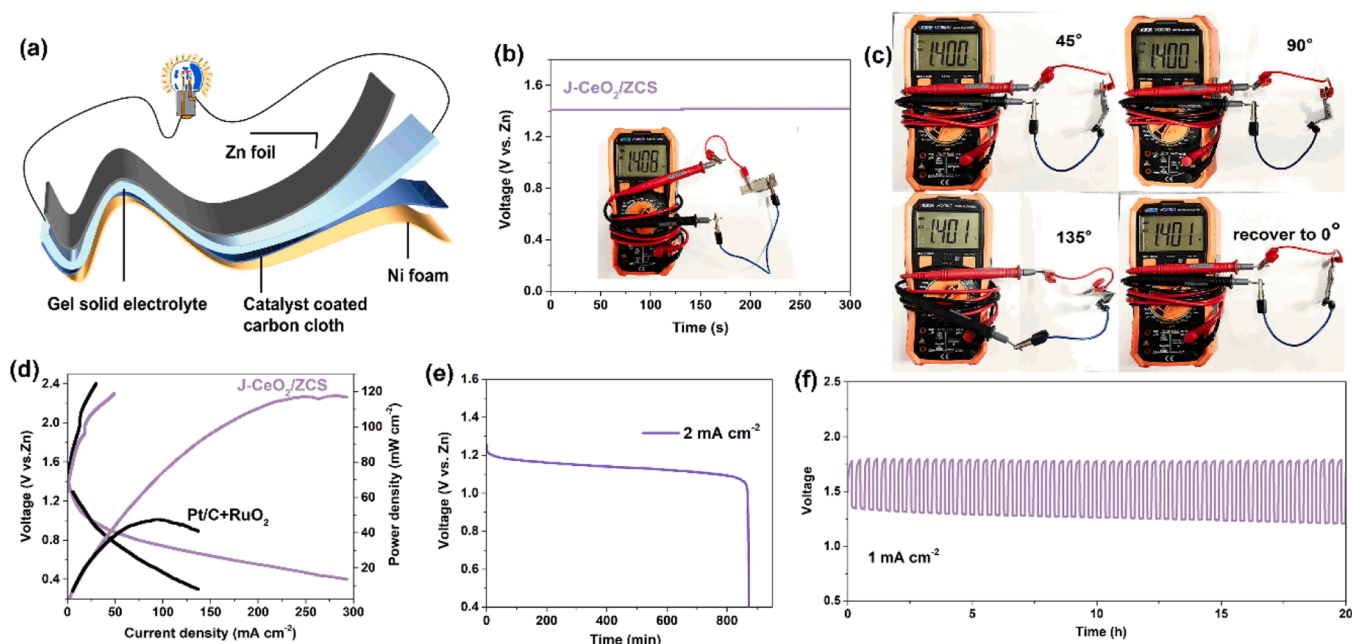 (a)
Zn foil
Ni foam
Gel solid electrolyte
Catalyst coated
carbon cloth
(b)
J-CeO₂/ZCS
1.408
Voltage (V vs. Zn)
1.6
1.2
0.8
0.4
0.0
0 50 100 150 200 250 300
Time (s)
(c)
1.400
45°
1.400
90°
1.401
135°
1.401
recover to 0°
(d)
J-CeO₂/ZCS
Pt/C+RuO₂
Voltage (V vs.Zn)
2.4
2.0
1.6
1.2
0.8
0.4
Power density (mW cm⁻²)
120
100
80
60
40
20
0 50 100 150 200 250 300
Current density (mA cm⁻²)
(e)
2 mA cm⁻²
Voltage (V vs. Zn)
1.6
1.4
1.2
1.0
0.8
0.6
0.4
0 200 400 600 800
Time (min)
(f)
1 mA cm⁻²
Voltage
2.5
2.0
1.5
1.0
0.5
0 5 10 15 20
Time (h)